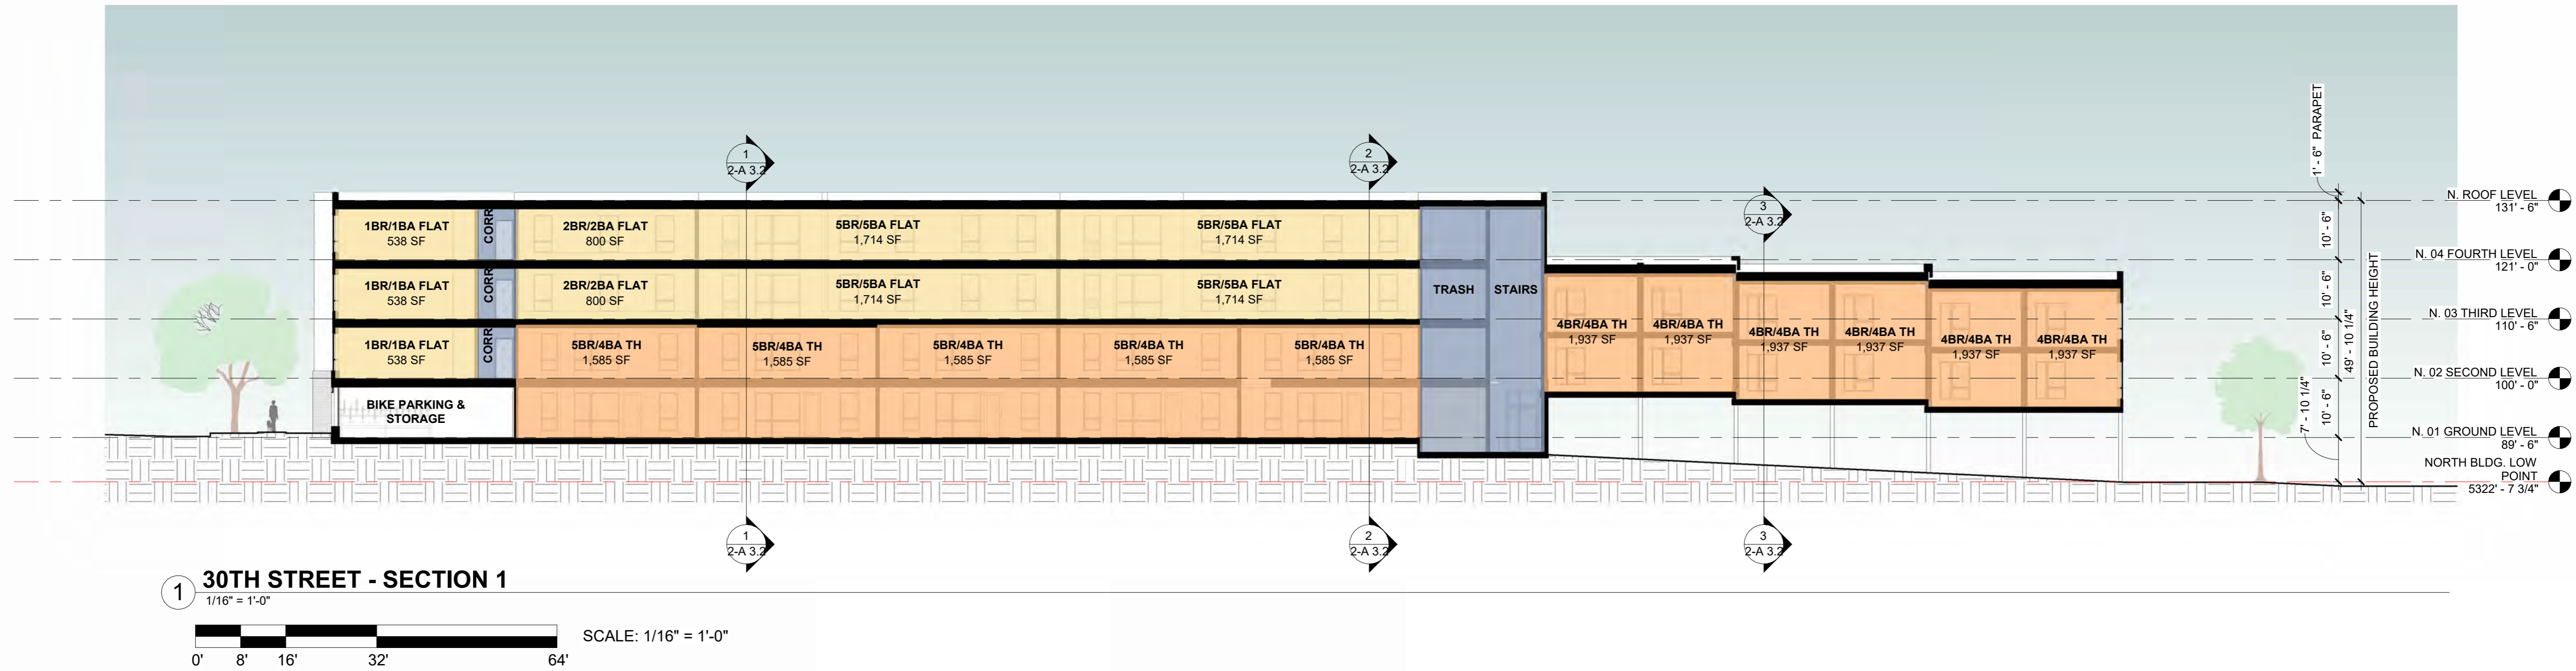 1' - 6" PARAPET
1
2-A 3.2
2
2-A 3.2
3
2-A 3.2
N. ROOF LEVEL
131' - 6"
10' - 6"
N. 04 FOURTH LEVEL
121' - 0"
10' - 6"
N. 03 THIRD LEVEL
110' - 6"
10' - 6"
N. 02 SECOND LEVEL
100' - 0"
10' - 6"
N. 01 GROUND LEVEL
89' - 6"
7' - 10 1/4"
49' - 10 1/4"
PROPOSED BUILDING HEIGHT
NORTH BLDG. LOW
POINT
5322' - 7 3/4"
1BR/1BA FLAT
538 SF
CORR
2BR/2BA FLAT
800 SF
5BR/5BA FLAT
1,714 SF
5BR/5BA FLAT
1,714 SF
1BR/1BA FLAT
538 SF
CORR
2BR/2BA FLAT
800 SF
5BR/5BA FLAT
1,714 SF
5BR/5BA FLAT
1,714 SF
TRASH
STAIRS
1BR/1BA FLAT
538 SF
CORR
5BR/4BA TH
1,585 SF
5BR/4BA TH
1,585 SF
5BR/4BA TH
1,585 SF
5BR/4BA TH
1,585 SF
5BR/4BA TH
1,585 SF
4BR/4BA TH
1,937 SF
4BR/4BA TH
1,937 SF
4BR/4BA TH
1,937 SF
4BR/4BA TH
1,937 SF
4BR/4BA TH
1,937 SF
4BR/4BA TH
1,937 SF
BIKE PARKING &
STORAGE
1
2-A 3.2
2
2-A 3.2
3
2-A 3.2
1
30TH STREET - SECTION 1
1/16" = 1'-0"
SCALE: 1/16" = 1'-0"
0' 8' 16' 32' 64'